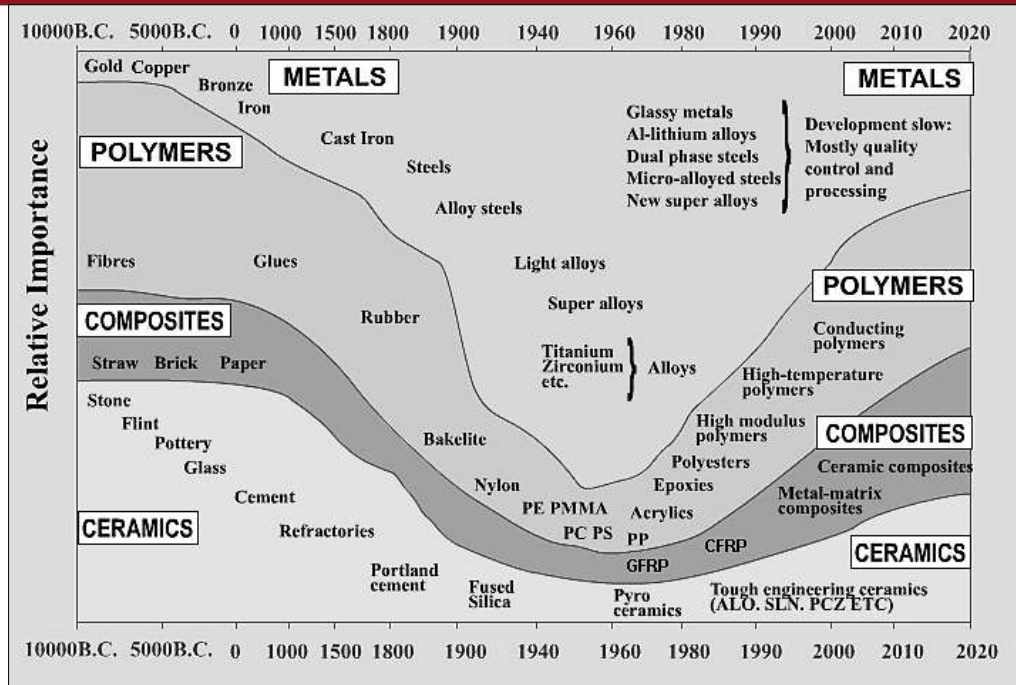 10000B.C. 5000B.C. 0 1000 1500 1800 1900 1940 1960 1980 1990 2000 2010 2020
Relative Importance
Gold Copper
Bronze
Iron
METALS
Cast Iron
Steels
Alloy steels
Light alloys
Super alloys
Titanium
Zirconium
etc.
Alloys
METALS
Glassy metals
Al-lithium alloys
Dual phase steels
Micro-alloyed steels
New super alloys
Development slow:
Mostly quality
control and
processing
POLYMERS
Fibres
Glues
Rubber
Bakelite
Nylon
PE PMMA
PC PS
PP
Acrylics
Epoxies
Polyesters
High modulus
polymers
High-temperature
polymers
Conducting
polymers
POLYMERS
COMPOSITES
Straw Brick Paper
GFRP
CFRP
Metal-matrix
composites
Ceramic composites
COMPOSITES
Stone
Flint
Pottery
Glass
Cement
CERAMICS
Refractories
Portland
cement
Fused
Silica
Pyro
ceramics
Tough engineering ceramics
(ALO. SLN. PCZ ETC)
CERAMICS
10000B.C. 5000B.C. 0 1000 1500 1800 1900 1940 1960 1980 1990 2000 2010 2020